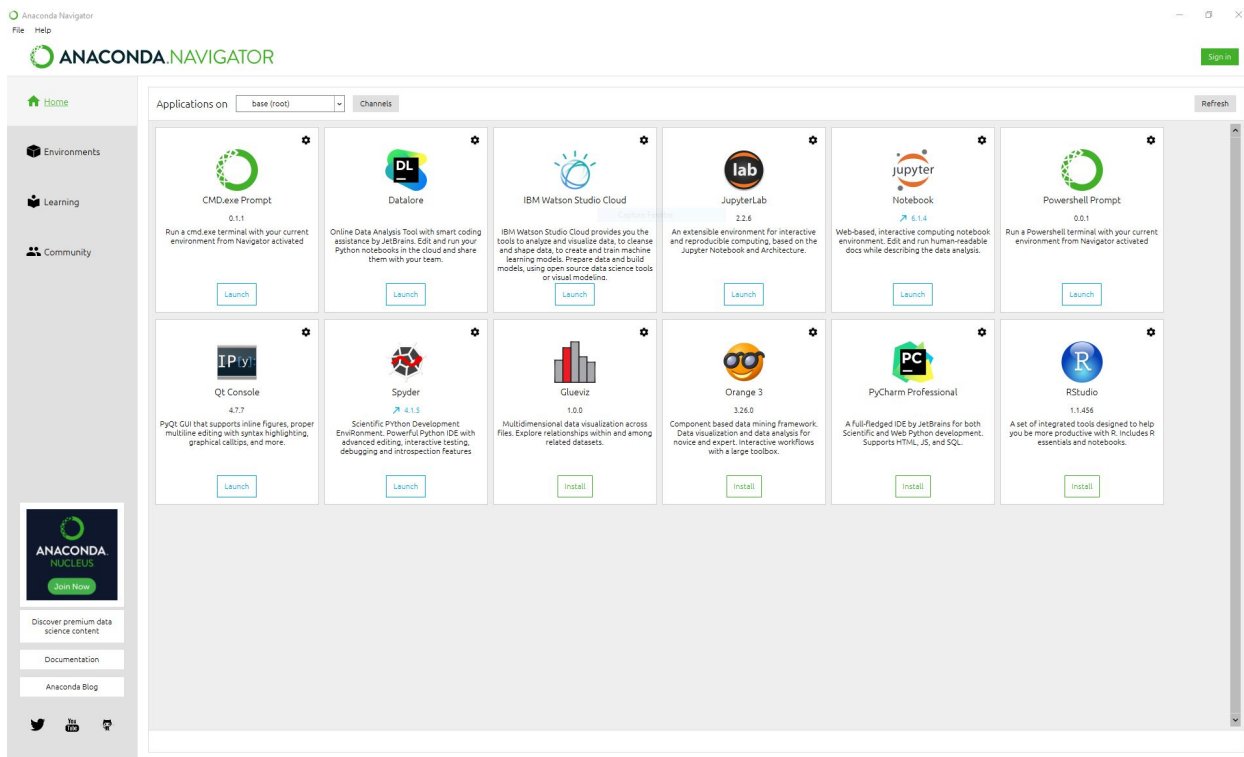 Anaconda Navigator
File Help
ANACONDA.NAVIGATOR
Sign in
Home
Environments
Learning
Community
Applications on base (root) Channels
Refresh
CMD.exe Prompt
0.1.1
Run a cmd.exe terminal with your current
environment from Navigator activated
Launch
DL
Datalore
Online Data Analysis Tool with smart coding
assistance by JetBrains. Edit and run your
Python notebooks in the cloud and share
them with your team.
Launch
IBM Watson Studio Cloud
IBM Watson Studio Cloud provides you the
tools to analyze and visualize data, to cleanse
and shape data, to create and train machine
learning models. Prepare data and build
models, using open source data science tools
or visual modeling.
Launch
lab
JupyterLab
2.2.6
An extensible environment for interactive
and reproducible computing, based on the
Jupyter Notebook and Architecture.
Launch
jupyter
Notebook
6.1.4
Web-based, interactive computing notebook
environment. Edit and run human-readable
docs while describing the data analysis.
Launch
Powershell Prompt
0.0.1
Run a Powershell terminal with your current
environment from Navigator activated
Launch
IP[y]:
Qt Console
4.7.7
PyQt GUI that supports inline figures, proper
multiline editing with syntax highlighting,
graphical calltips, and more.
Launch
Spyder
4.1.5
Scientific PYthon Development
EnviRonment. Powerful Python IDE with
advanced editing, interactive testing,
debugging and introspection features
Launch
Glueviz
1.0.0
Multidimensional data visualization across
files. Explore relationships within and among
related datasets.
Install
Orange 3
3.26.0
Component based data mining framework.
Data visualization and data analysis for
novice and expert. Interactive workflows
with a large toolbox.
Install
PC
PyCharm Professional
A full-fledged IDE by JetBrains for both
Scientific and Web Python development.
Supports HTML, JS, and SQL.
Install
R
RStudio
1.1.456
A set of integrated tools designed to help
you be more productive with R. Includes R
essentials and notebooks.
Install
ANACONDA.
NUCLEUS
Join Now
Discover premium data
science content
Documentation
Anaconda Blog
You
Tube